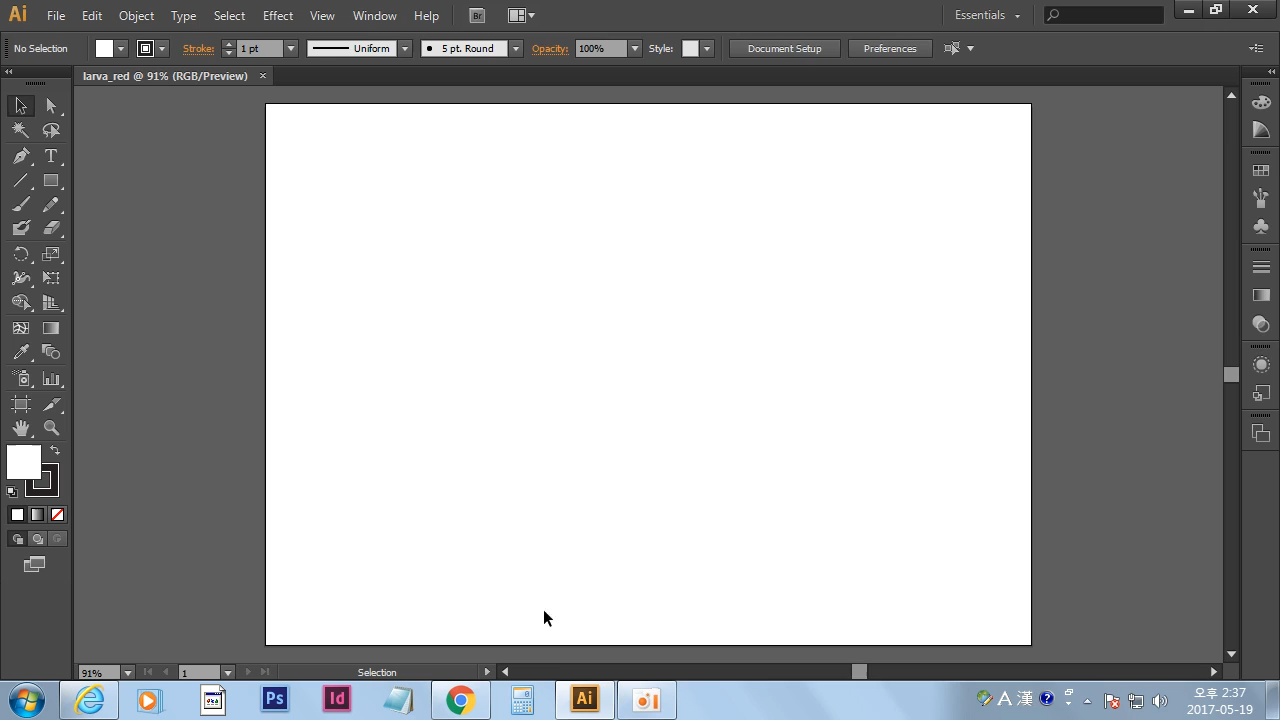 Ai File Edit Object Type Select Effect View Window Help Br Essentials
No Selection Stroke: 1 pt Uniform 5 pt. Round Opacity: 100% Style: Document Setup Preferences
larva_red @ 91% (RGB/Preview)
T
91% 1 Selection
Ps Id Ai A 漢 ? 오후 2:37
2017-05-19